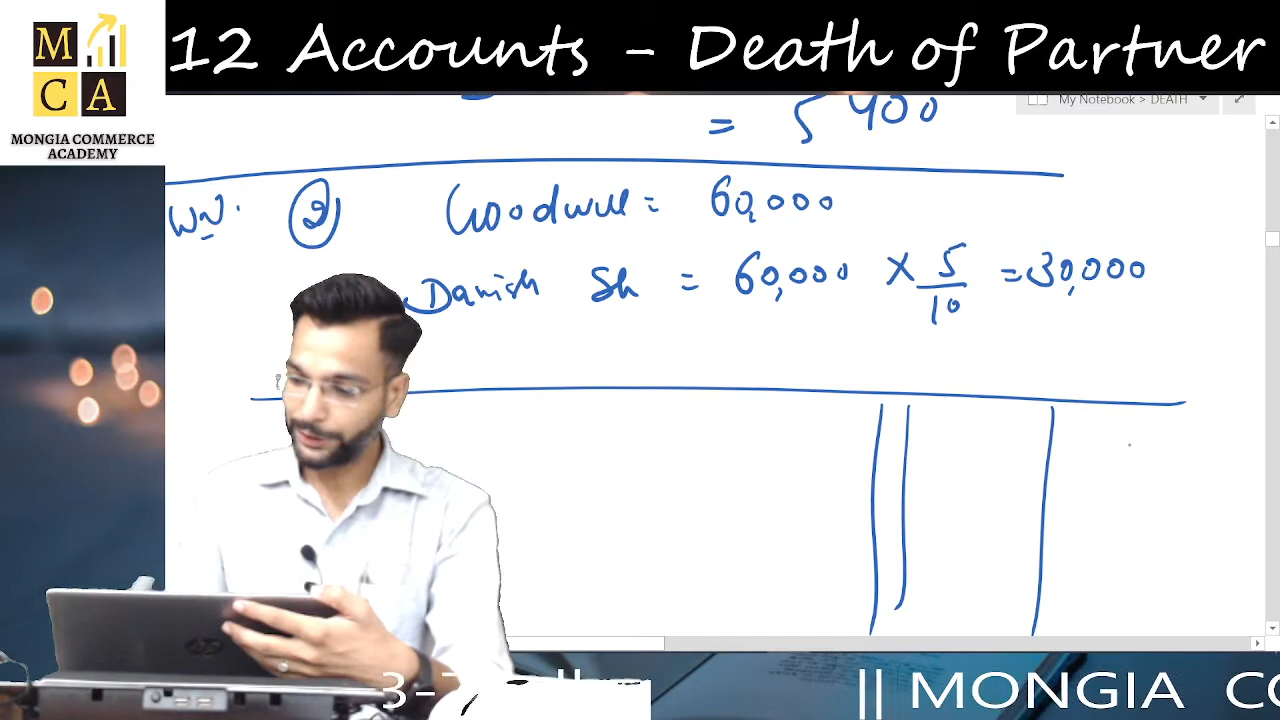 M
C A
MONGIA COMMERCE
ACADEMY
12 Accounts - Death of Partner
My Notebook > DEATH
= 5400
WN. 2 Goodwill = 60,000
Danish Sh = 60,000 X 5/10 = 30,000
|| MONGIA CO